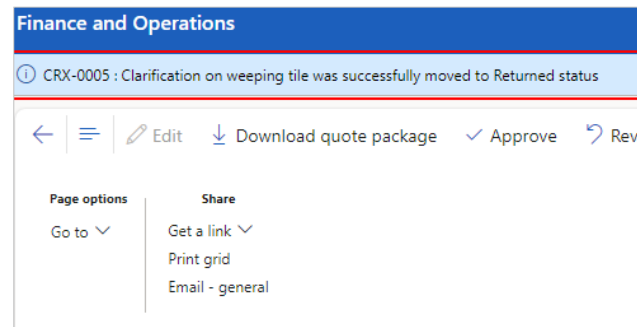 Finance and Operations
CRX-0005 : Clarification on weeping tile was successfully moved to Returned status
Edit Download quote package Approve Rev
Page options Share
Go to Get a link
Print grid
Email - general